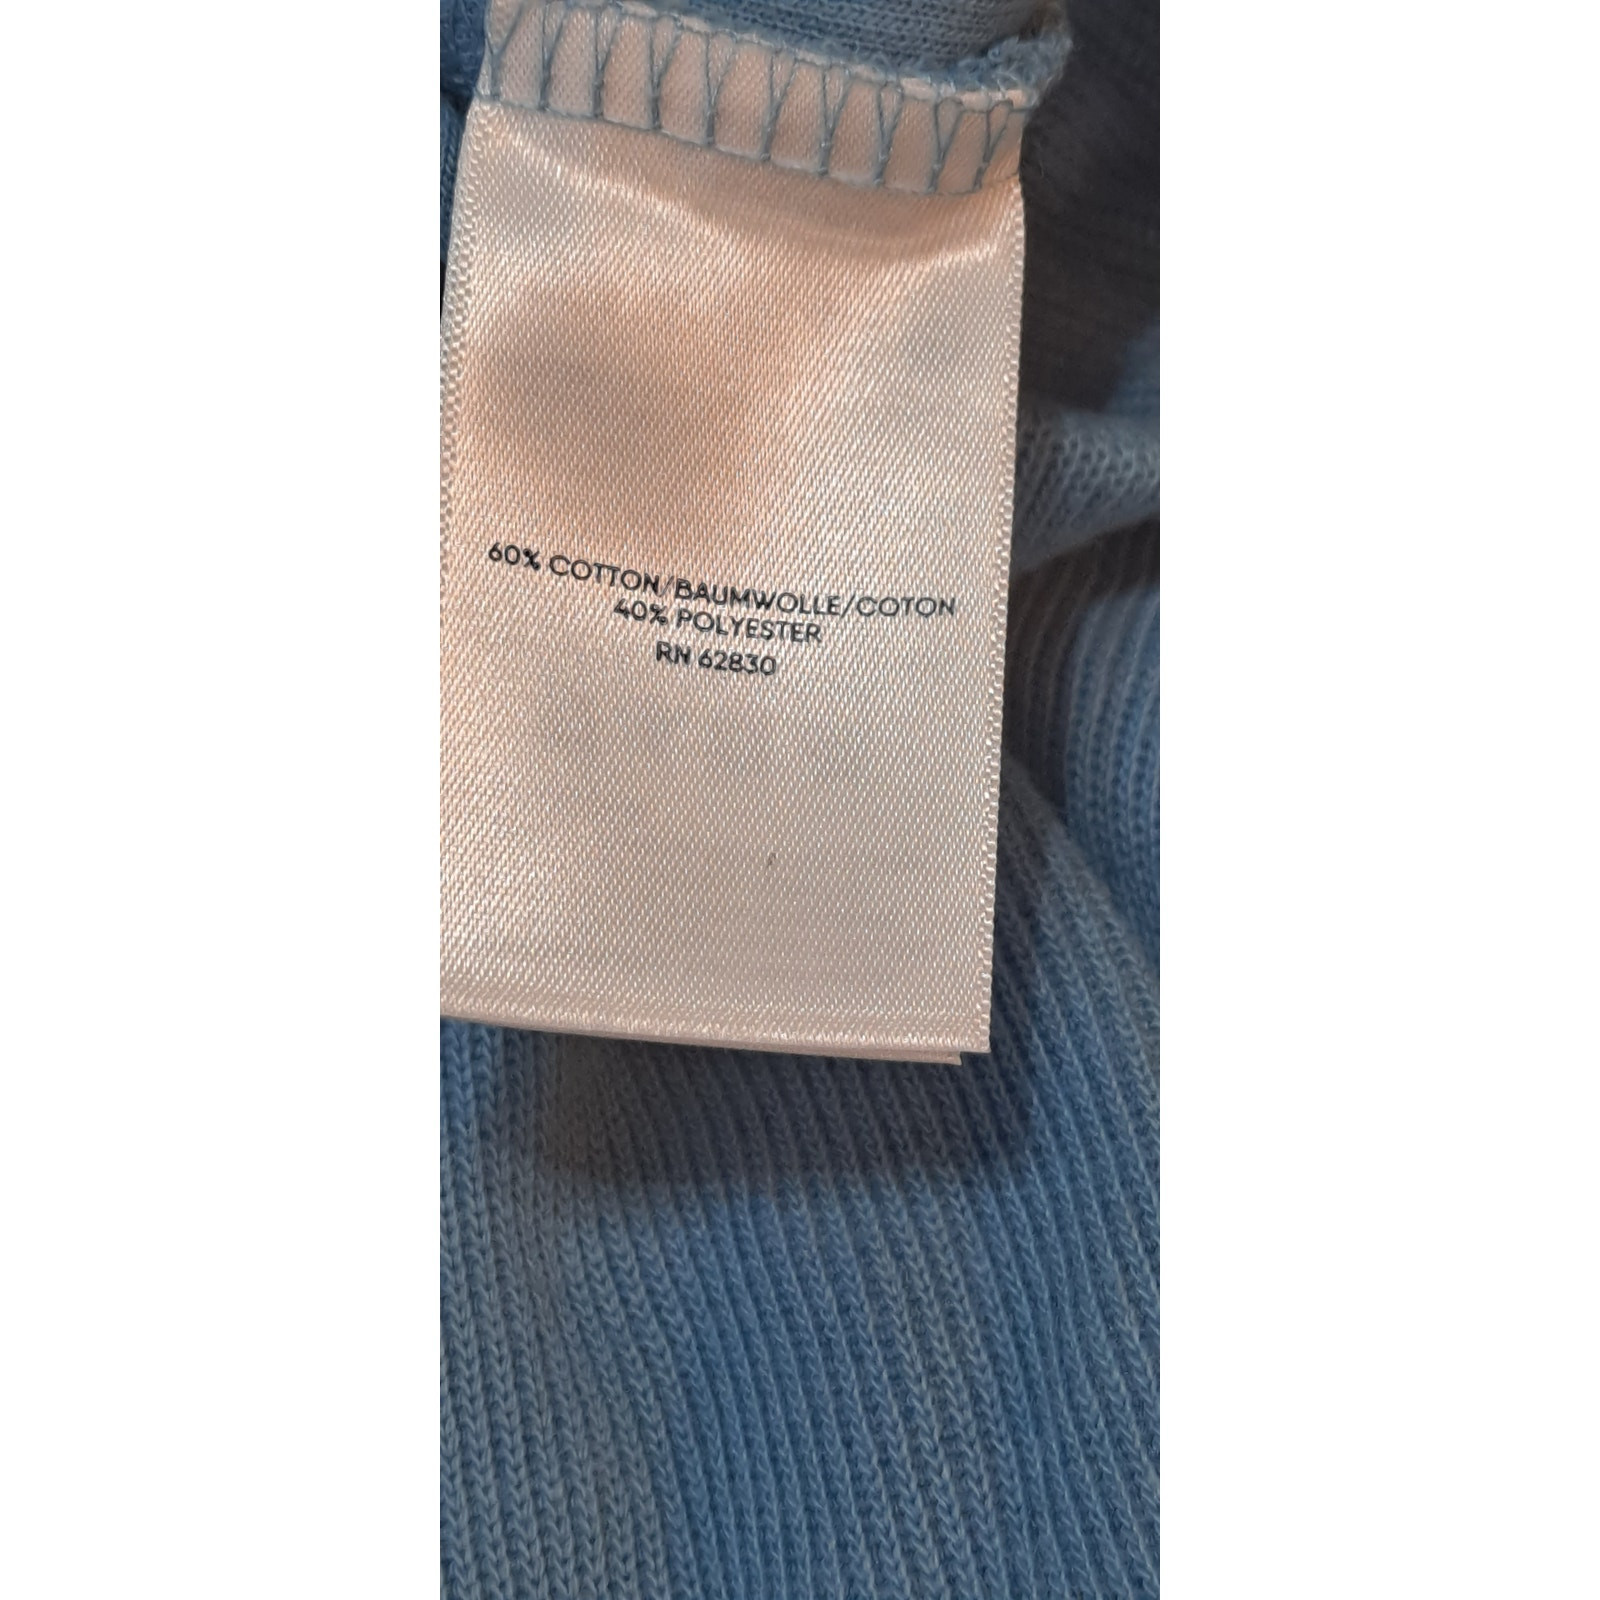 60% COTTON/BAUMWOLLE/COTON
40% POLYESTER
RN 62830